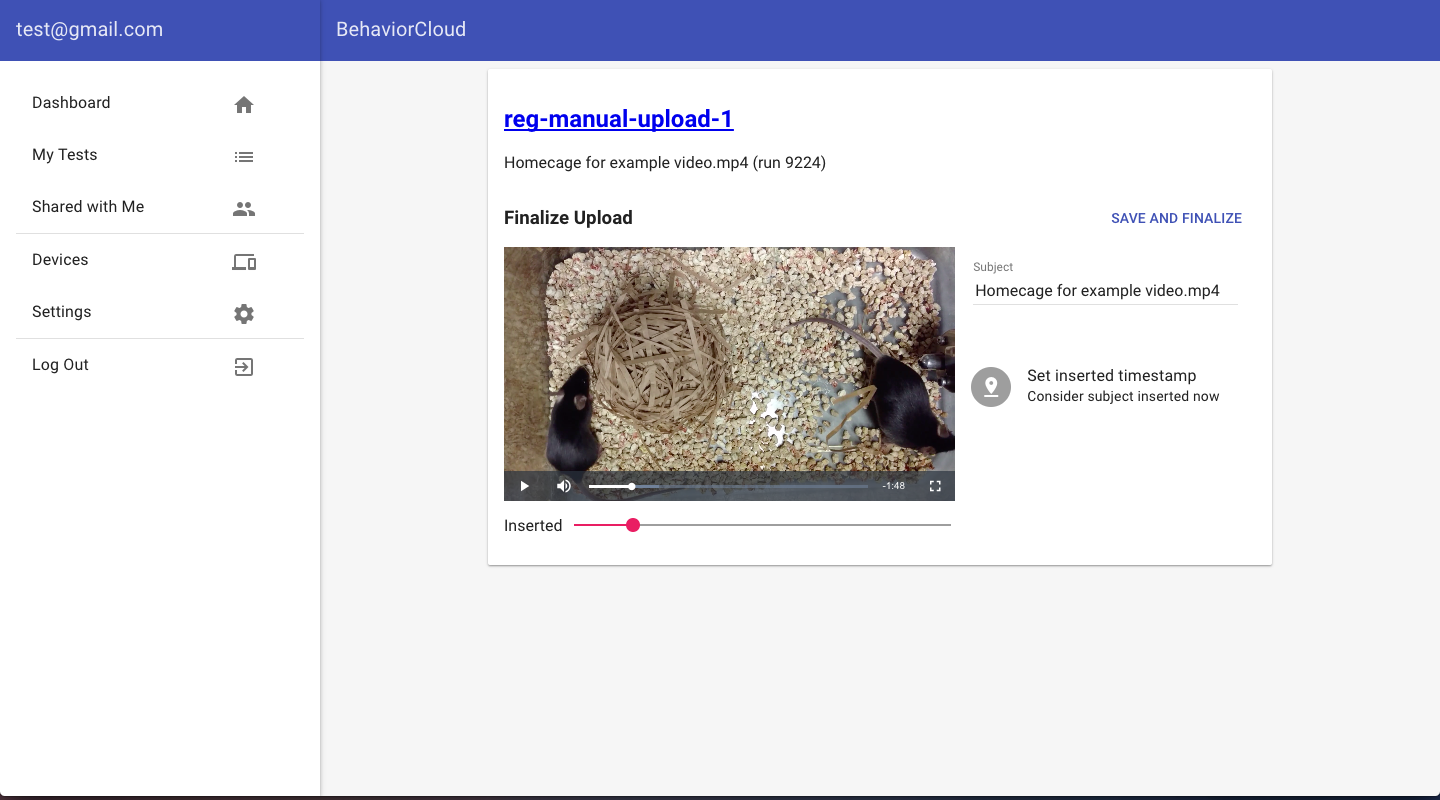 test@gmail.com
BehaviorCloud
Dashboard
My Tests
Shared with Me
Devices
Settings
Log Out
reg-manual-upload-1
Homecage for example video.mp4 (run 9224)
Finalize Upload
SAVE AND FINALIZE
Subject
Homecage for example video.mp4
Set inserted timestamp
Consider subject inserted now
-1:48
Inserted